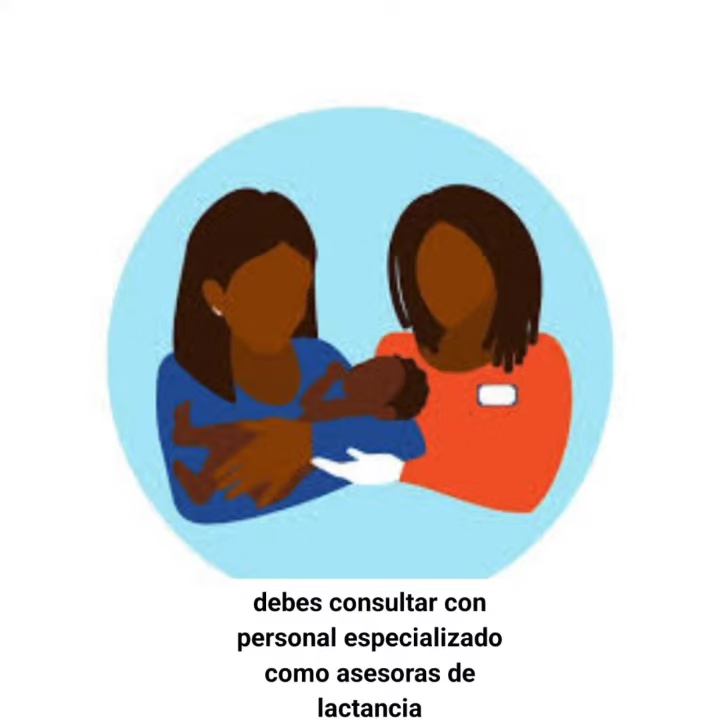 debes consultar con
personal especializado
como asesoras de
lactancia